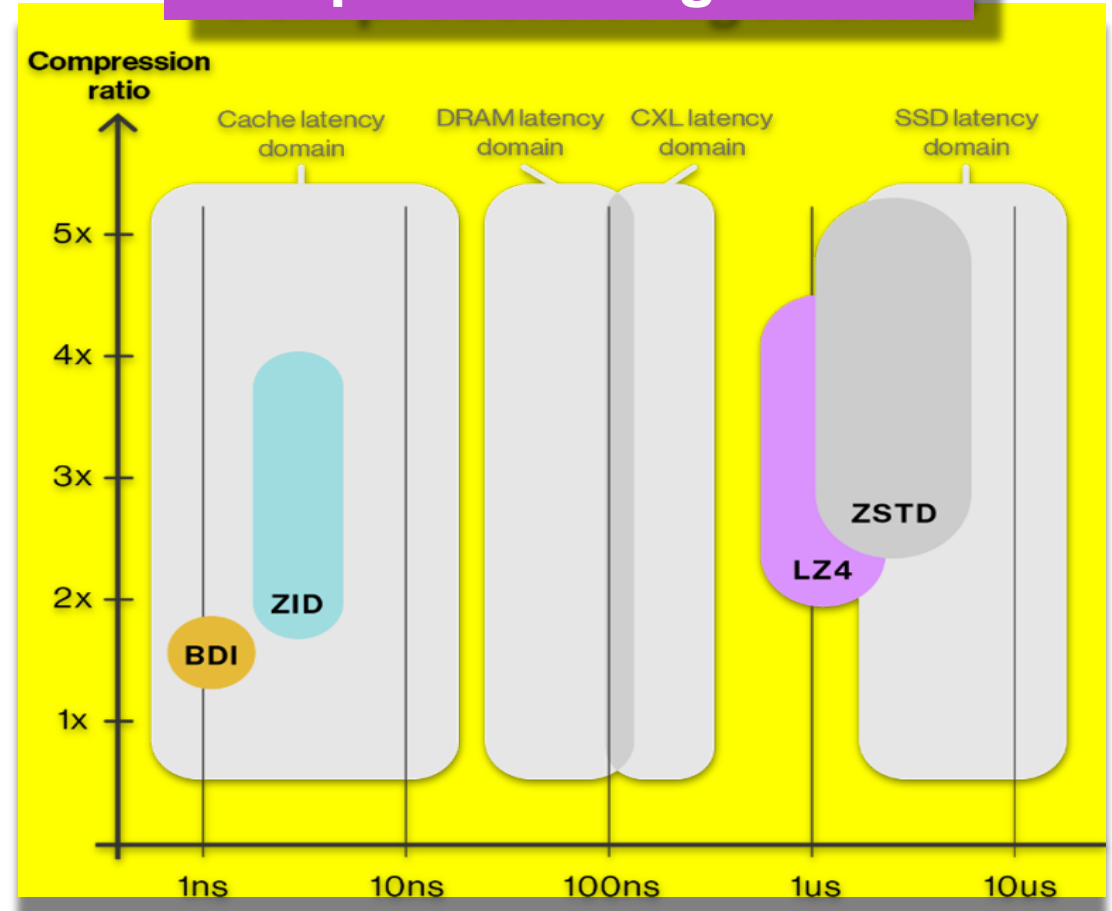 Compression
ratio
Cache latency
domain
DRAM latency
domain
CXL latency
domain
SSD latency
domain
5x
4x
3x
2x
1x
ZSTD
LZ4
ZID
BDI
1ns
10ns
100ns
1us
10us